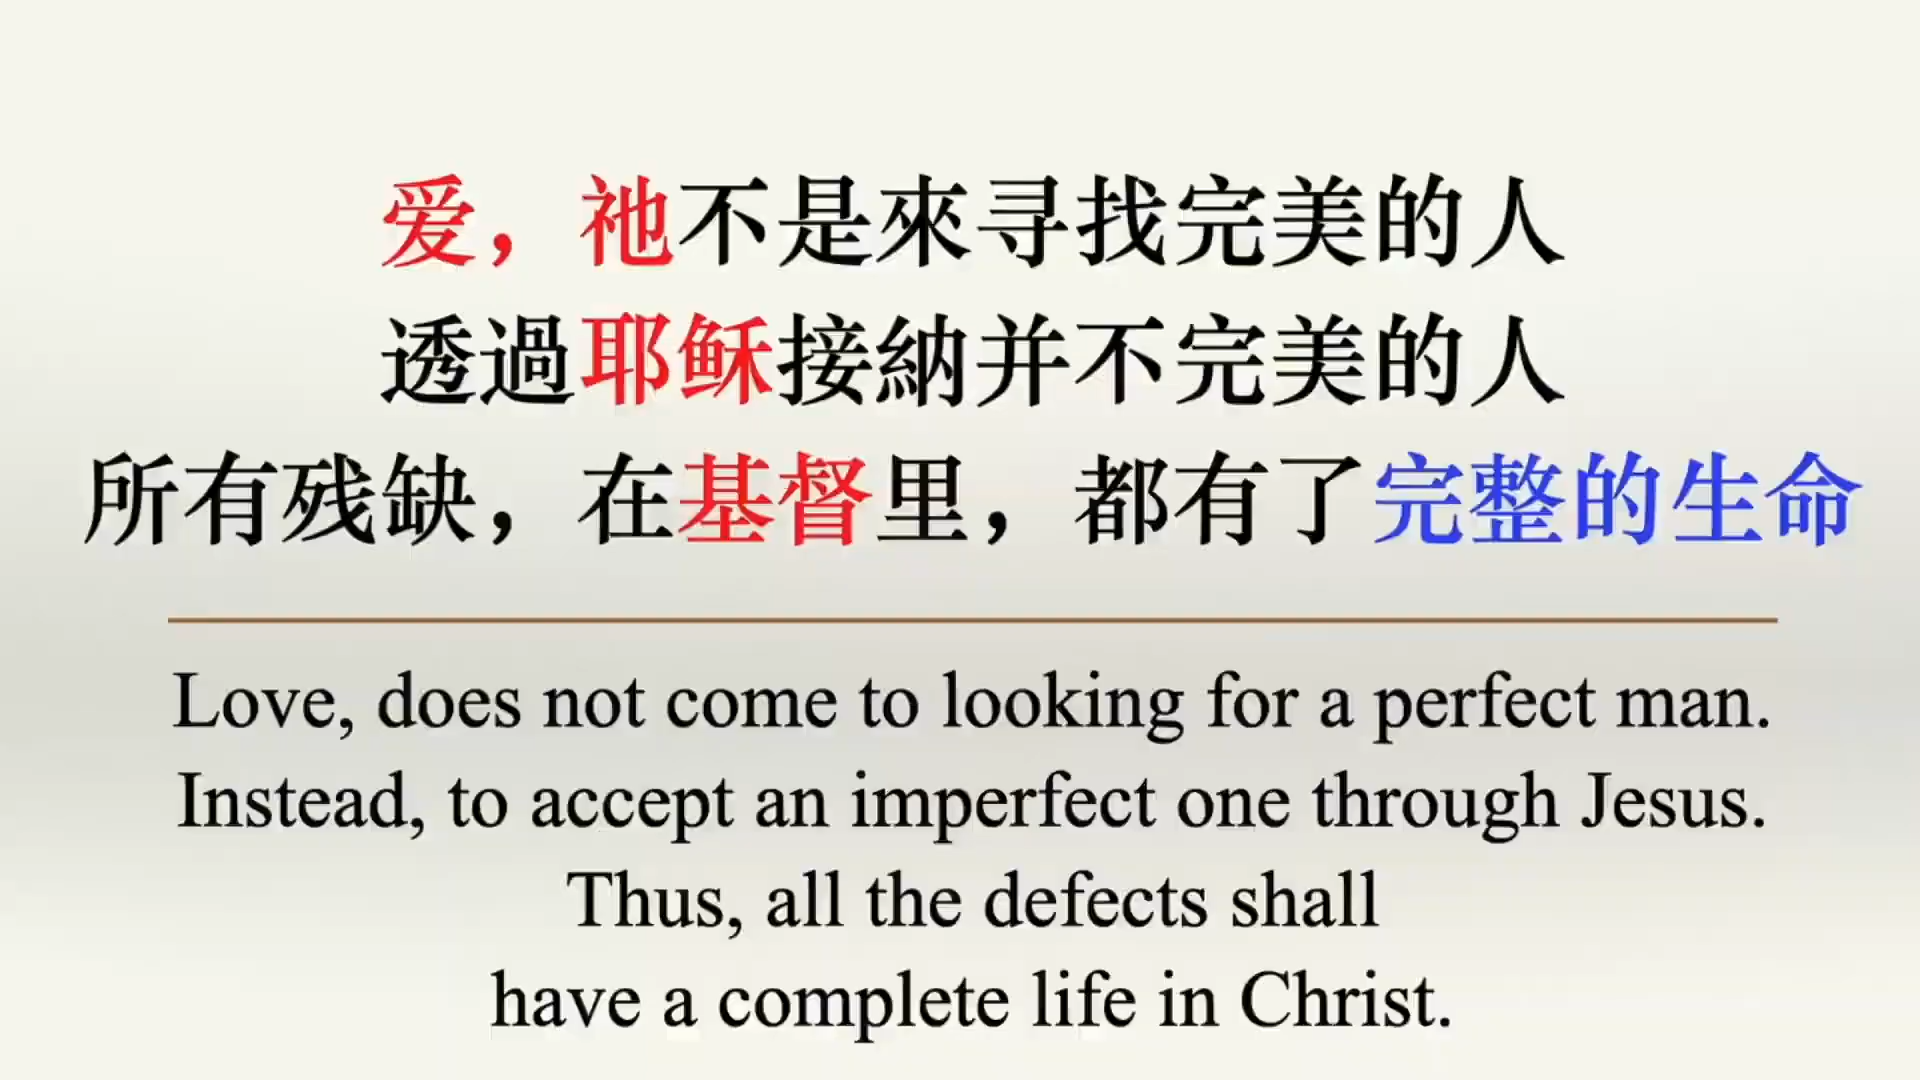 爱，祂不是來寻找完美的人
透過耶稣接納并不完美的人
所有残缺，在基督里，都有了完整的生命
Love, does not come to looking for a perfect man.
Instead, to accept an imperfect one through Jesus.
Thus, all the defects shall
have a complete life in Christ.